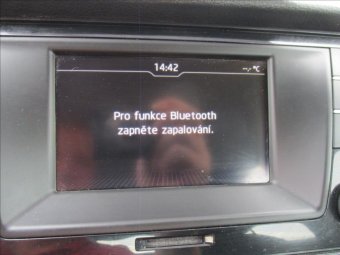 14:42
--,- °C
Pro funkce Bluetooth
zapněte zapalování.